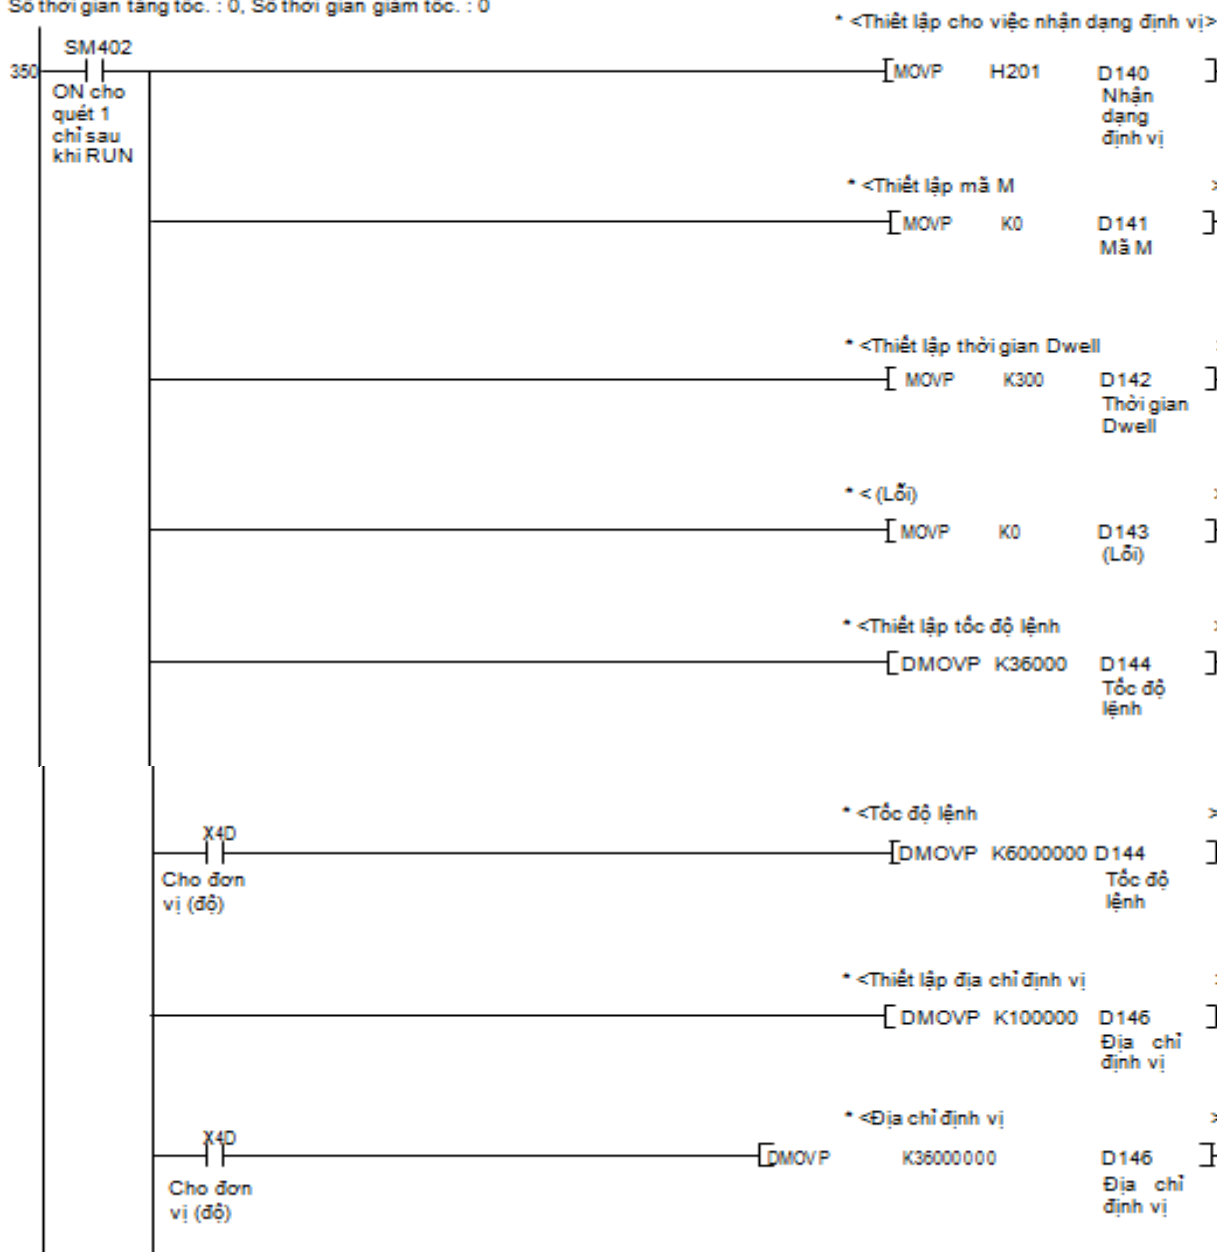 Số thời gian tăng tốc. : 0, Số thời gian giảm tốc. : 0
* <Thiết lập cho việc nhận dạng định vị>
SM402
350
MOVP H201 D140
ON cho
quét 1
chỉ sau
khi RUN
Nhận
dạng
định vị
* <Thiết lập mã M >
MOVP K0 D141
Mã M
* <Thiết lập thời gian Dwell
MOVP K300 D142
Thời gian
Dwell
* < (Lỗi) >
MOVP K0 D143
(Lỗi)
* <Thiết lập tốc độ lệnh >
DMOVP K36000 D144
Tốc độ
lệnh
* <Tốc độ lệnh >
X4D
DMOVP K6000000 D144
Cho đơn
vị (độ)
Tốc độ
lệnh
* <Thiết lập địa chỉ định vị
DMOVP K100000 D146
Địa chỉ
định vị
* <Địa chỉ định vị >
X4D
DMOVP K36000000 D146
Cho đơn
vị (độ)
Địa chỉ
định vị